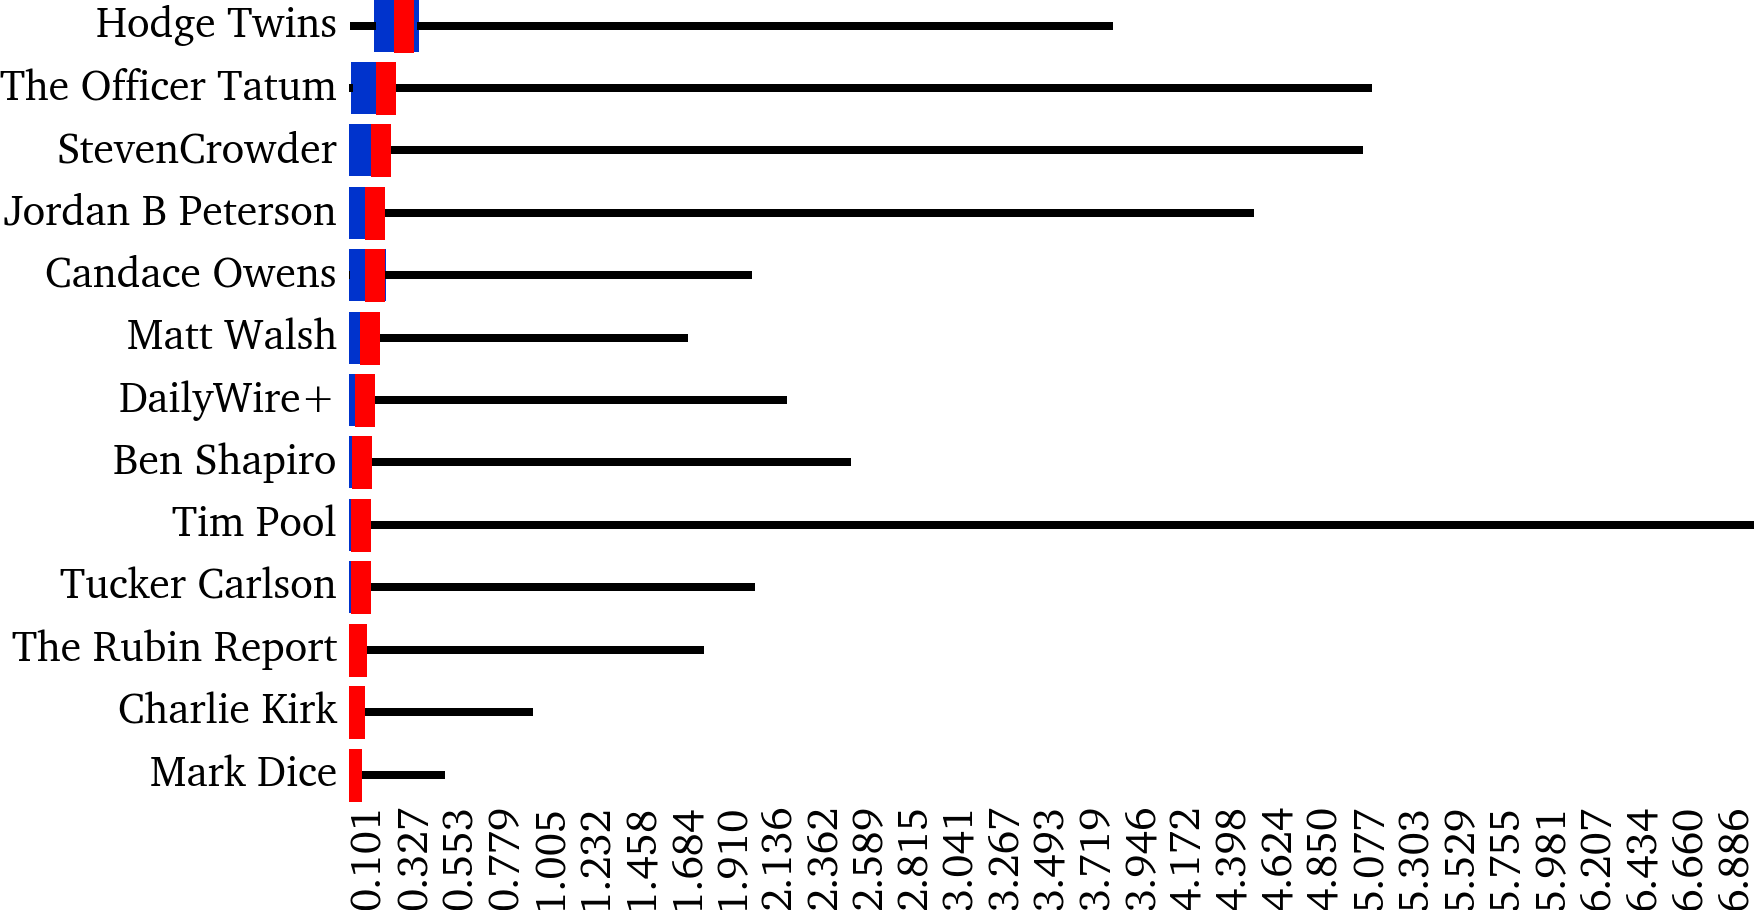 Hodge Twins
The Officer Tatum
StevenCrowder
Jordan B Peterson
Candace Owens
Matt Walsh
DailyWire+
Ben Shapiro
Tim Pool
Tucker Carlson
The Rubin Report
Charlie Kirk
Mark Dice
0.101
0.327
0.553
0.779
1.005
1.232
1.458
1.684
1.910
2.136
2.362
2.589
2.815
3.041
3.267
3.493
3.719
3.946
4.172
4.398
4.624
4.850
5.077
5.303
5.529
5.755
5.981
6.207
6.434
6.660
6.886